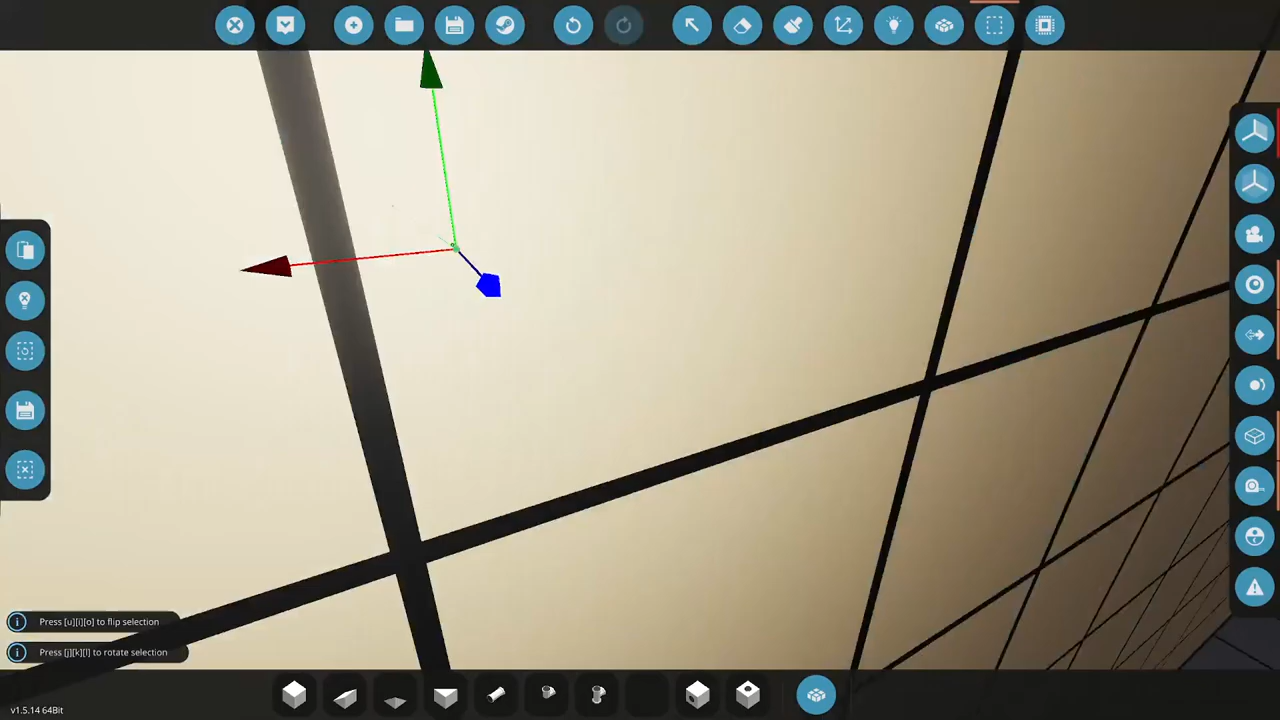 Press [u][i][o] to flip selection
Press [j][k][l] to rotate selection
v1.5.14 64Bit